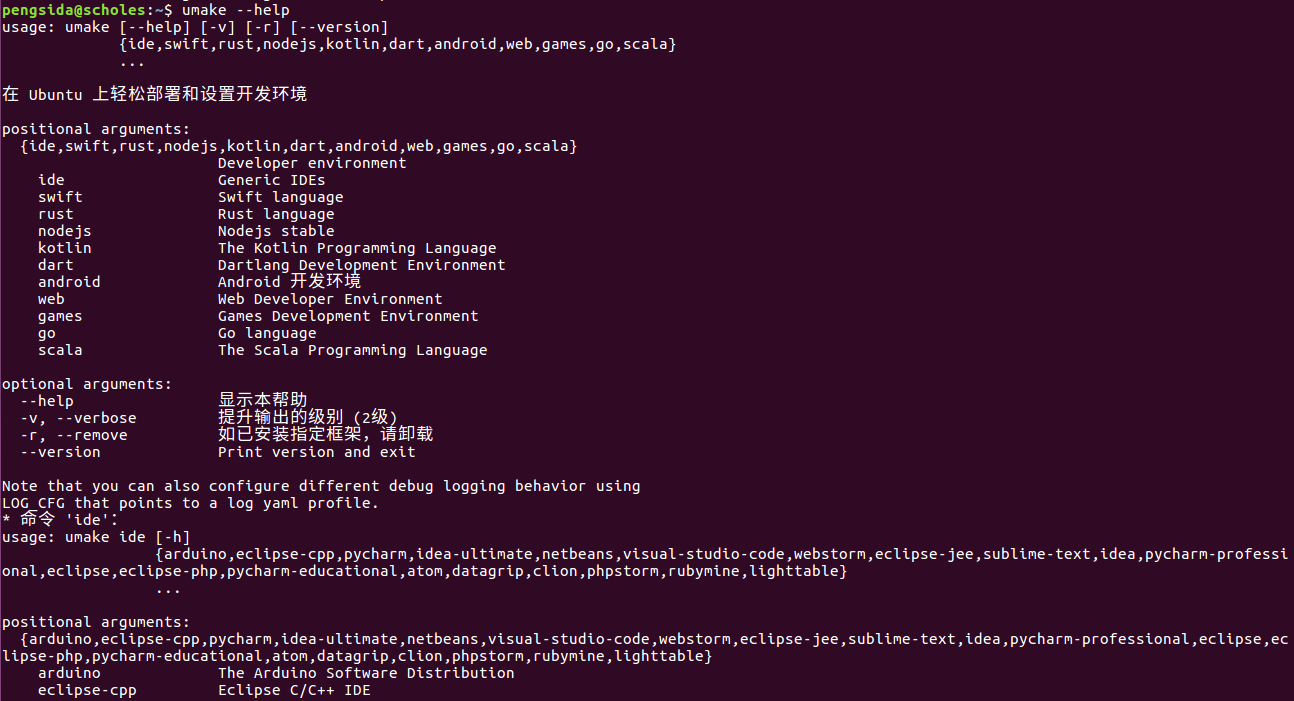 pengsida@scholes:~$ umake --help
usage: umake [--help] [-v] [-r] [--version]
{ide,swift,rust,nodejs,kotlin,dart,android,web,games,go,scala}
...
在 Ubuntu 上轻松部署和设置开发环境
positional arguments:
{ide,swift,rust,nodejs,kotlin,dart,android,web,games,go,scala}
Developer environment
ide Generic IDEs
swift Swift language
rust Rust language
nodejs Nodejs stable
kotlin The Kotlin Programming Language
dart Dartlang Development Environment
android Android 开发环境
web Web Developer Environment
games Games Development Environment
go Go language
scala The Scala Programming Language
optional arguments:
--help 显示本帮助
-v, --verbose 提升输出的级别 (2级)
-r, --remove 如已安装指定框架，请卸载
--version Print version and exit
Note that you can also configure different debug logging behavior using
LOG_CFG that points to a log yaml profile.
* 命令 'ide'：
usage: umake ide [-h]
{arduino,eclipse-cpp,pycharm,idea-ultimate,netbeans,visual-studio-code,webstorm,eclipse-jee,sublime-text,idea,pycharm-professi
onal,eclipse,eclipse-php,pycharm-educational,atom,datagrip,clion,phpstorm,rubymine,lighttable}
...
positional arguments:
{arduino,eclipse-cpp,pycharm,idea-ultimate,netbeans,visual-studio-code,webstorm,eclipse-jee,sublime-text,idea,pycharm-professional,eclipse,ec
lipse-php,pycharm-educational,atom,datagrip,clion,phpstorm,rubymine,lighttable}
arduino The Arduino Software Distribution
eclipse-cpp Eclipse C/C++ IDE